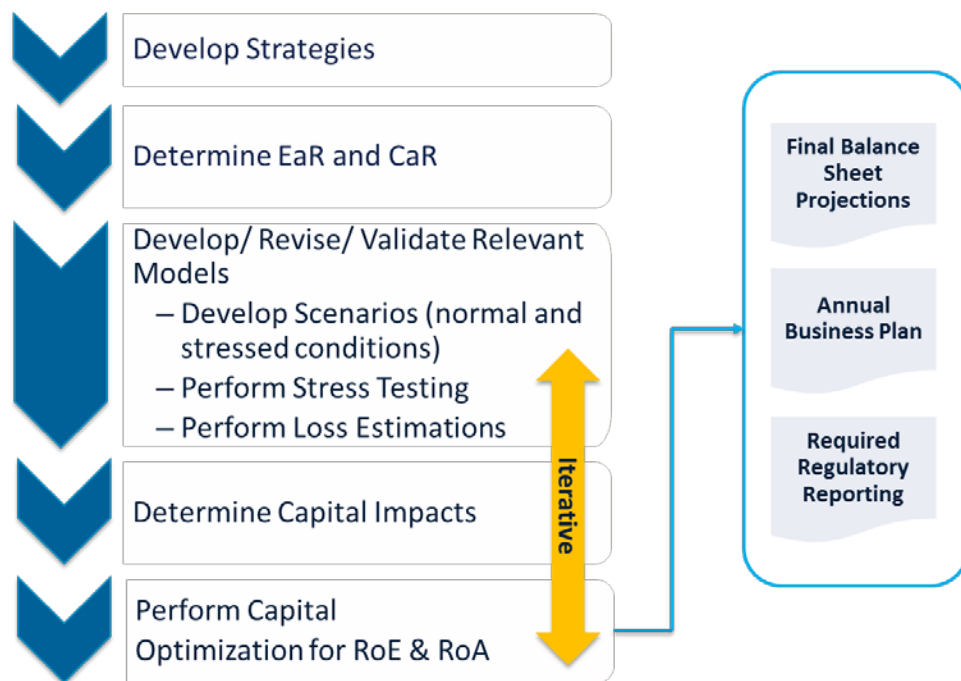 Develop Strategies
Determine EaR and CaR
Develop/ Revise/ Validate Relevant
Models
– Develop Scenarios (normal and
stressed conditions)
– Perform Stress Testing
– Perform Loss Estimations
Iterative
Determine Capital Impacts
Perform Capital
Optimization for RoE & RoA
Final Balance
Sheet
Projections
Annual
Business Plan
Required
Regulatory
Reporting